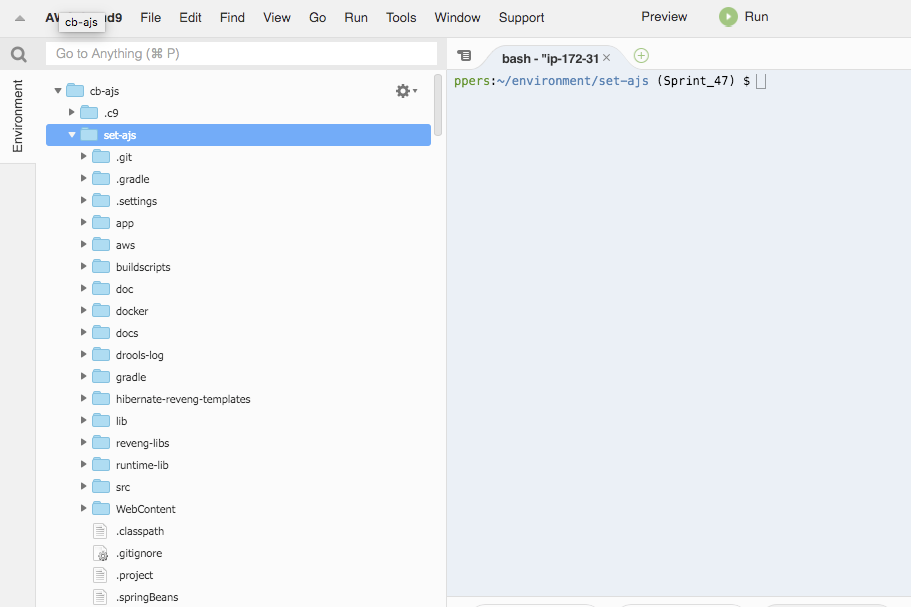 File Edit Find View Go Run Tools Window Support Preview Run
cb-ajs
Go to Anything (⌘ P)
bash - "ip-172-31
Environment
ppers:~/environment/set-ajs (Sprint_47) $
cb-ajs
.c9
set-ajs
.git
.gradle
.settings
app
aws
buildscripts
doc
docker
docs
drools-log
gradle
hibernate-reveng-templates
lib
reveng-libs
runtime-lib
src
WebContent
.classpath
.gitignore
.project
.springBeans